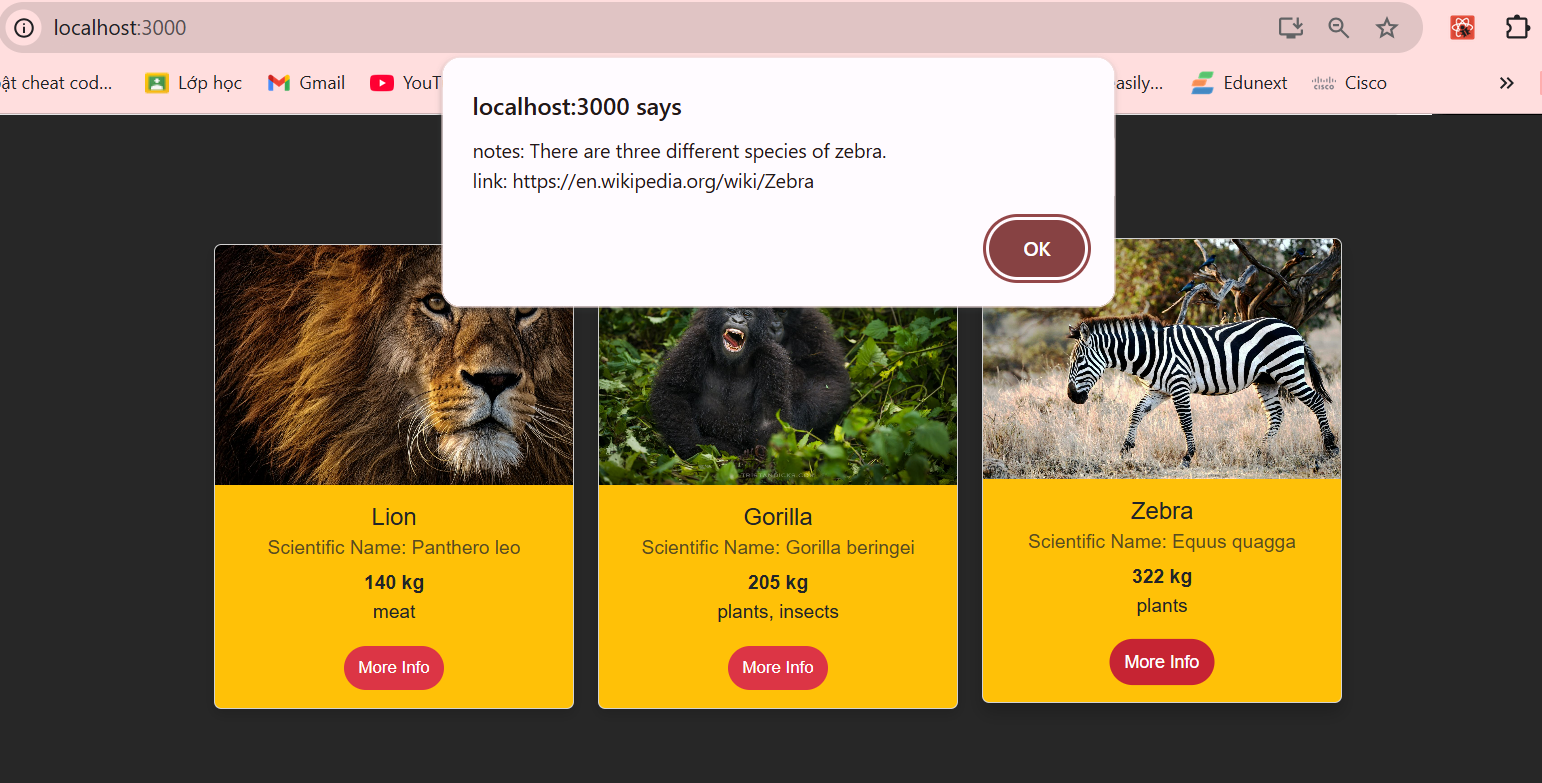 localhost:3000
ật cheat cod...
Lớp học
Gmail
YouT
asily...
Edunext
cisco
Cisco
localhost:3000 says
notes: There are three different species of zebra.
link: https://en.wikipedia.org/wiki/Zebra
OK
Lion
Scientific Name: Panthero leo
140 kg
meat
More Info
Gorilla
Scientific Name: Gorilla beringei
205 kg
plants, insects
More Info
Zebra
Scientific Name: Equus quagga
322 kg
plants
More Info